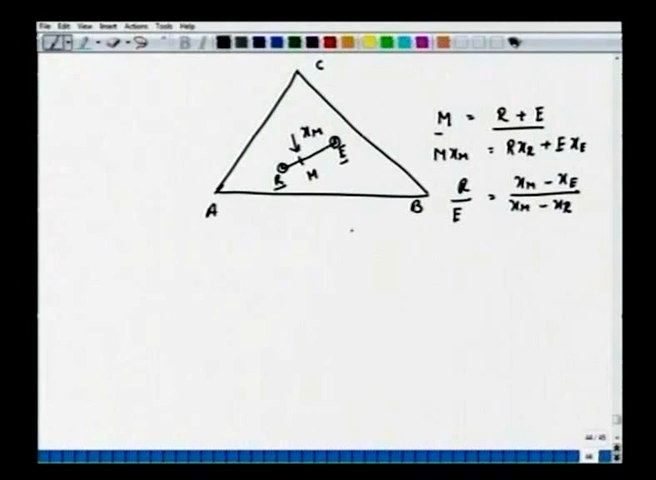 File Edit View Insert Actions Tools Help
C
x_M
E
R
M
A
B
M = R + E
M x_M = R x_R + E x_E
R/E = (x_M - x_E)/(x_M - x_R)